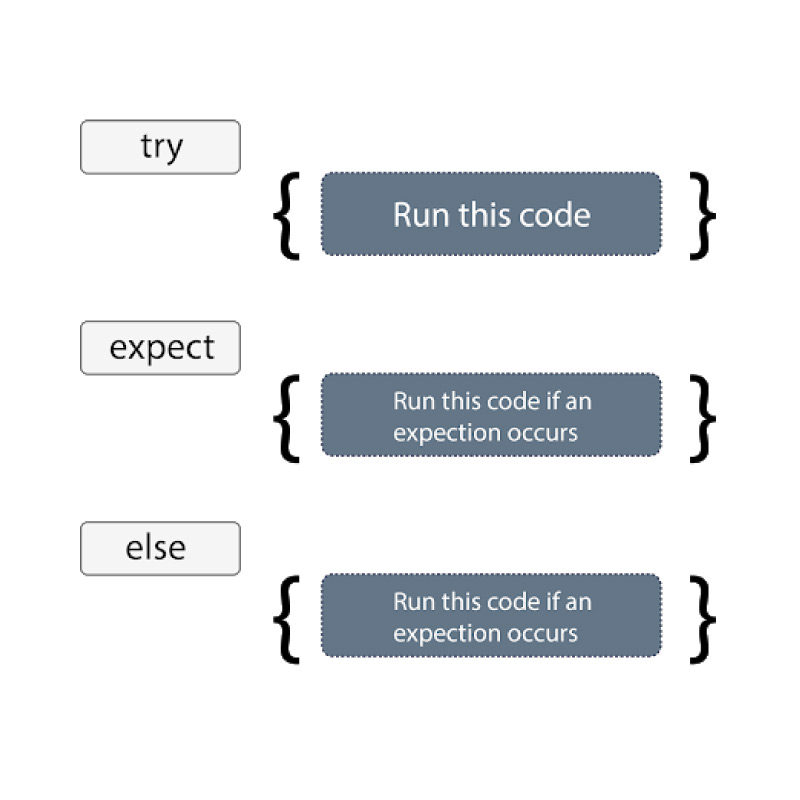 try
{ Run this code }
expect
{ Run this code if an
expection occurs }
else
{ Run this code if an
expection occurs }